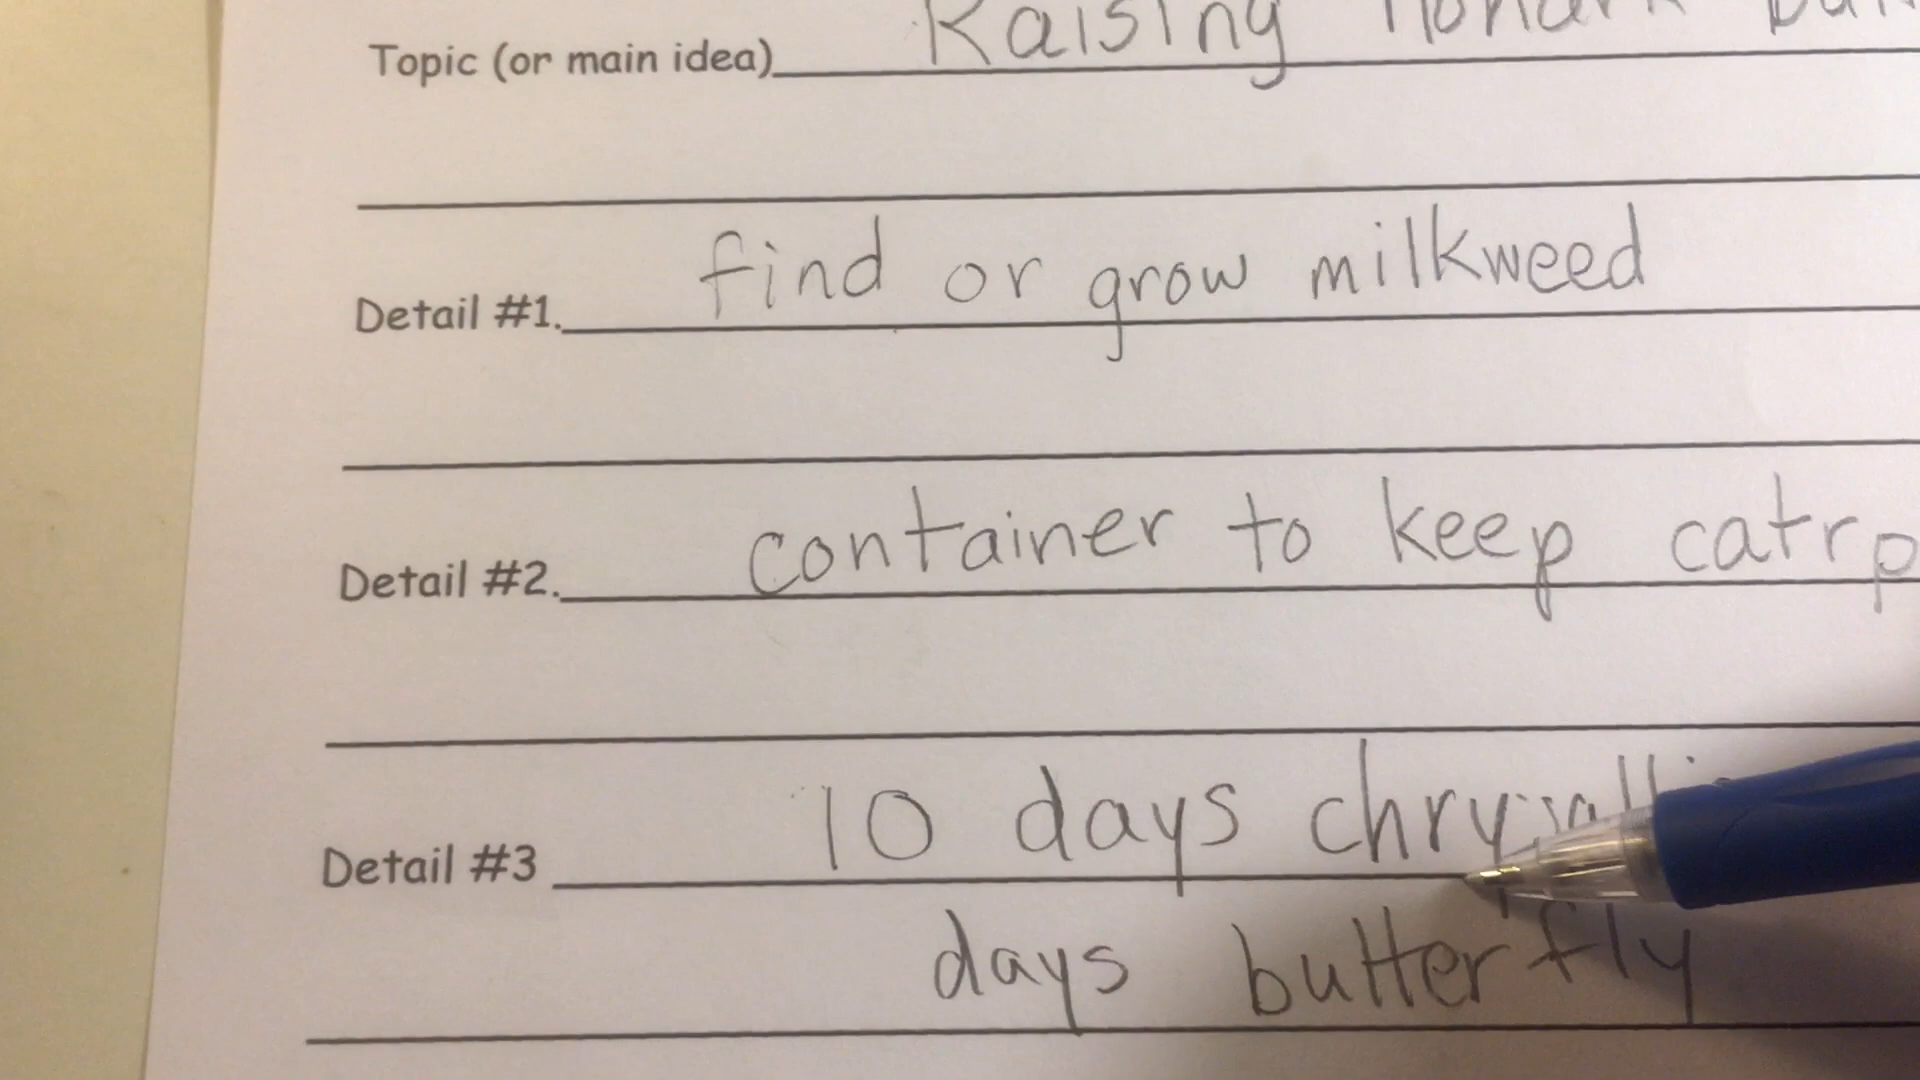 Topic (or main idea) Raising
find or grow milkweed
Detail #1.
container to keep catrp
Detail #2.
10 days
Detail #3
days butterfly